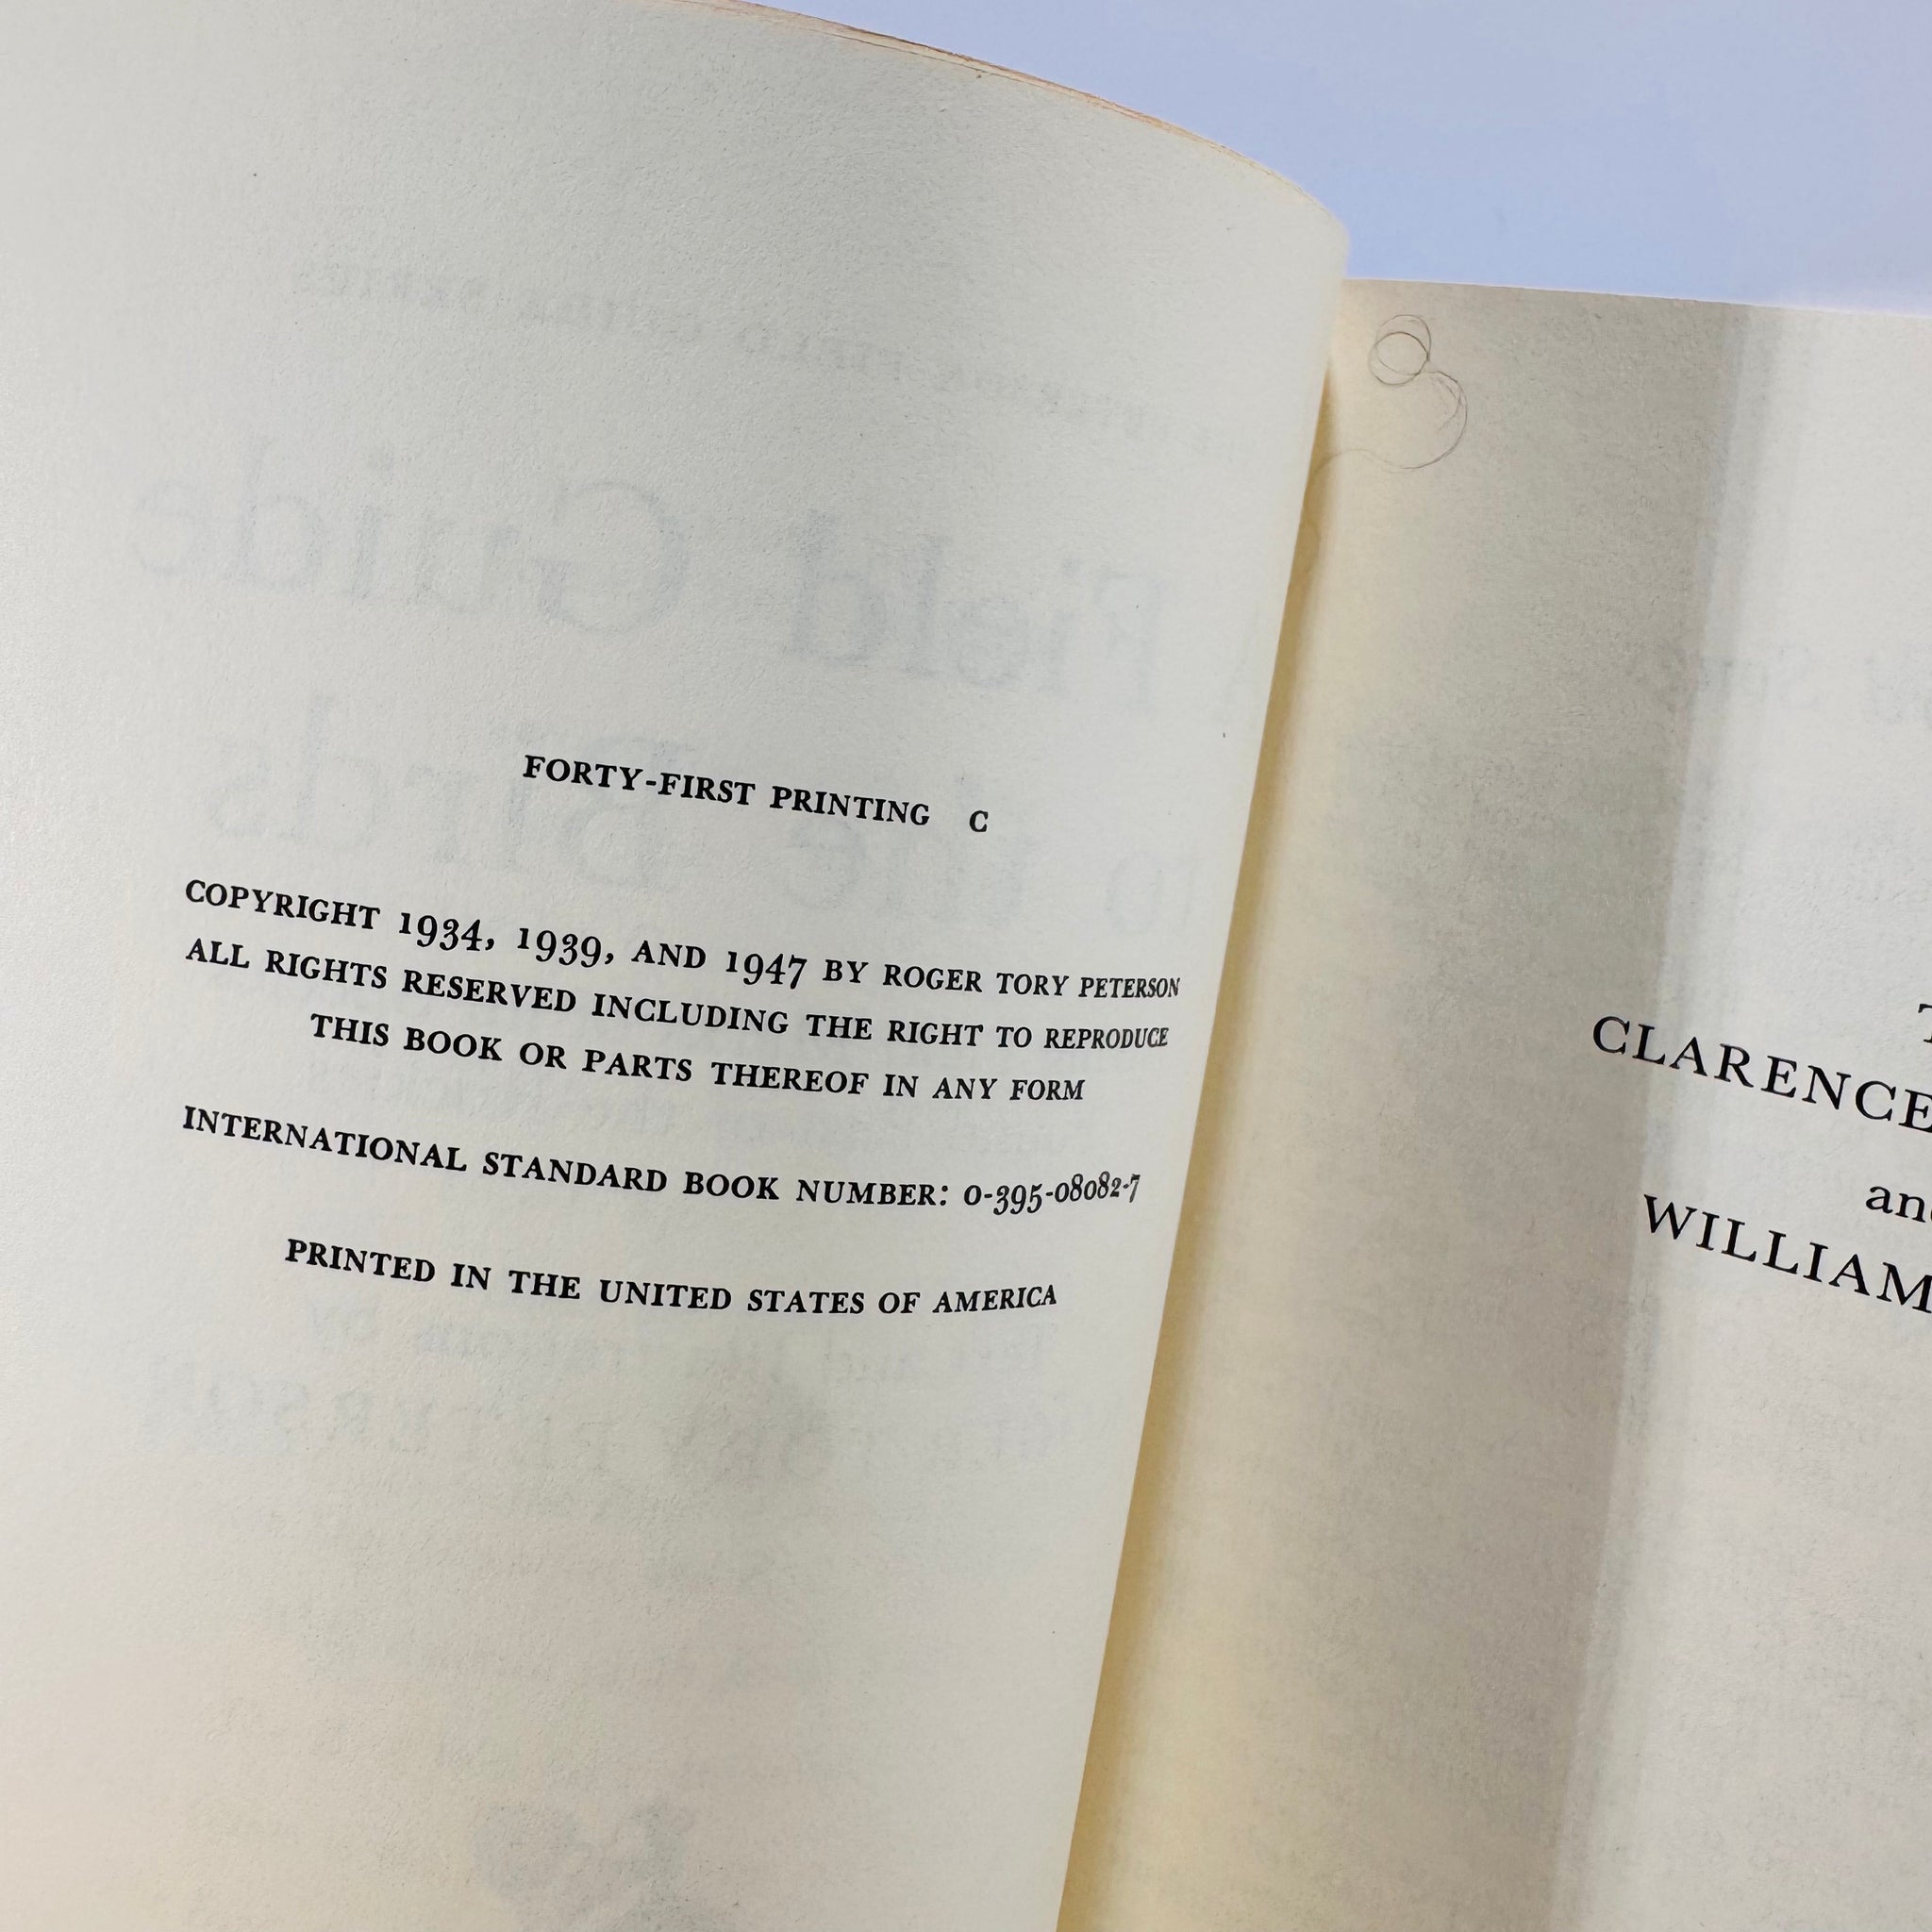 FORTY-FIRST PRINTING C
COPYRIGHT 1934, 1939, AND 1947 BY ROGER TORY PETERSON
ALL RIGHTS RESERVED INCLUDING THE RIGHT TO REPRODUCE
THIS BOOK OR PARTS THEREOF IN ANY FORM
INTERNATIONAL STANDARD BOOK NUMBER: 0-395-08082-7
PRINTED IN THE UNITED STATES OF AMERICA
CLARENCE
WILLIAM